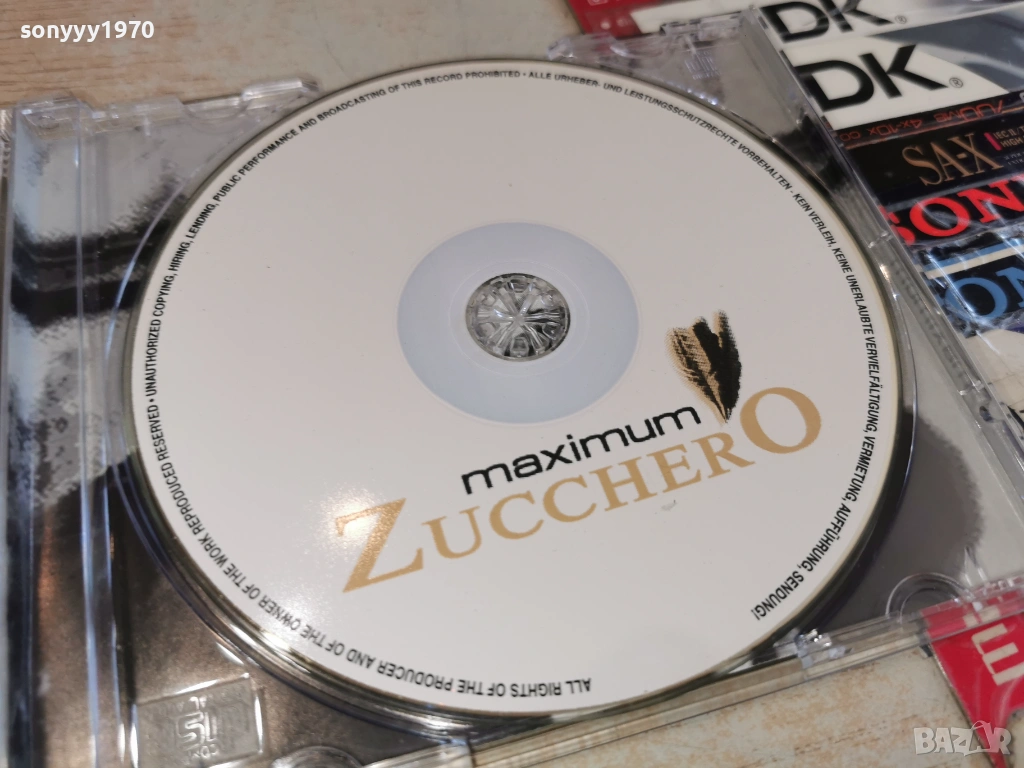 sonyyy1970
maximum
ZUCCHERO
ALL RIGHTS OF THE PRODUCER AND OF THE OWNER OF THE WORK REPRODUCED RESERVED • UNAUTHORIZED COPYING, HIRING, LENDING, PUBLIC PERFORMANCE AND BROADCASTING OF THIS RECORD PROHIBITED • ALLE URHEBER- UND LEISTUNGSSCHUTZRECHTE VORBEHALTEN - KEIN VERLEIH, KEINE UNERLAUBTE VERVIELFÄLTIGUNG, VERMIETUNG, AUFFÜHRUNG, SENDUNG!
DK®
DK®
SA-X
SON
ON
BAZAR